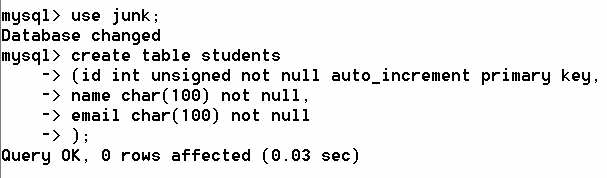 mysql> use junk;
Database changed
mysql> create table students
    -> (id int unsigned not null auto_increment primary key,
    -> name char(100) not null,
    -> email char(100) not null
    -> );
Query OK, 0 rows affected (0.03 sec)